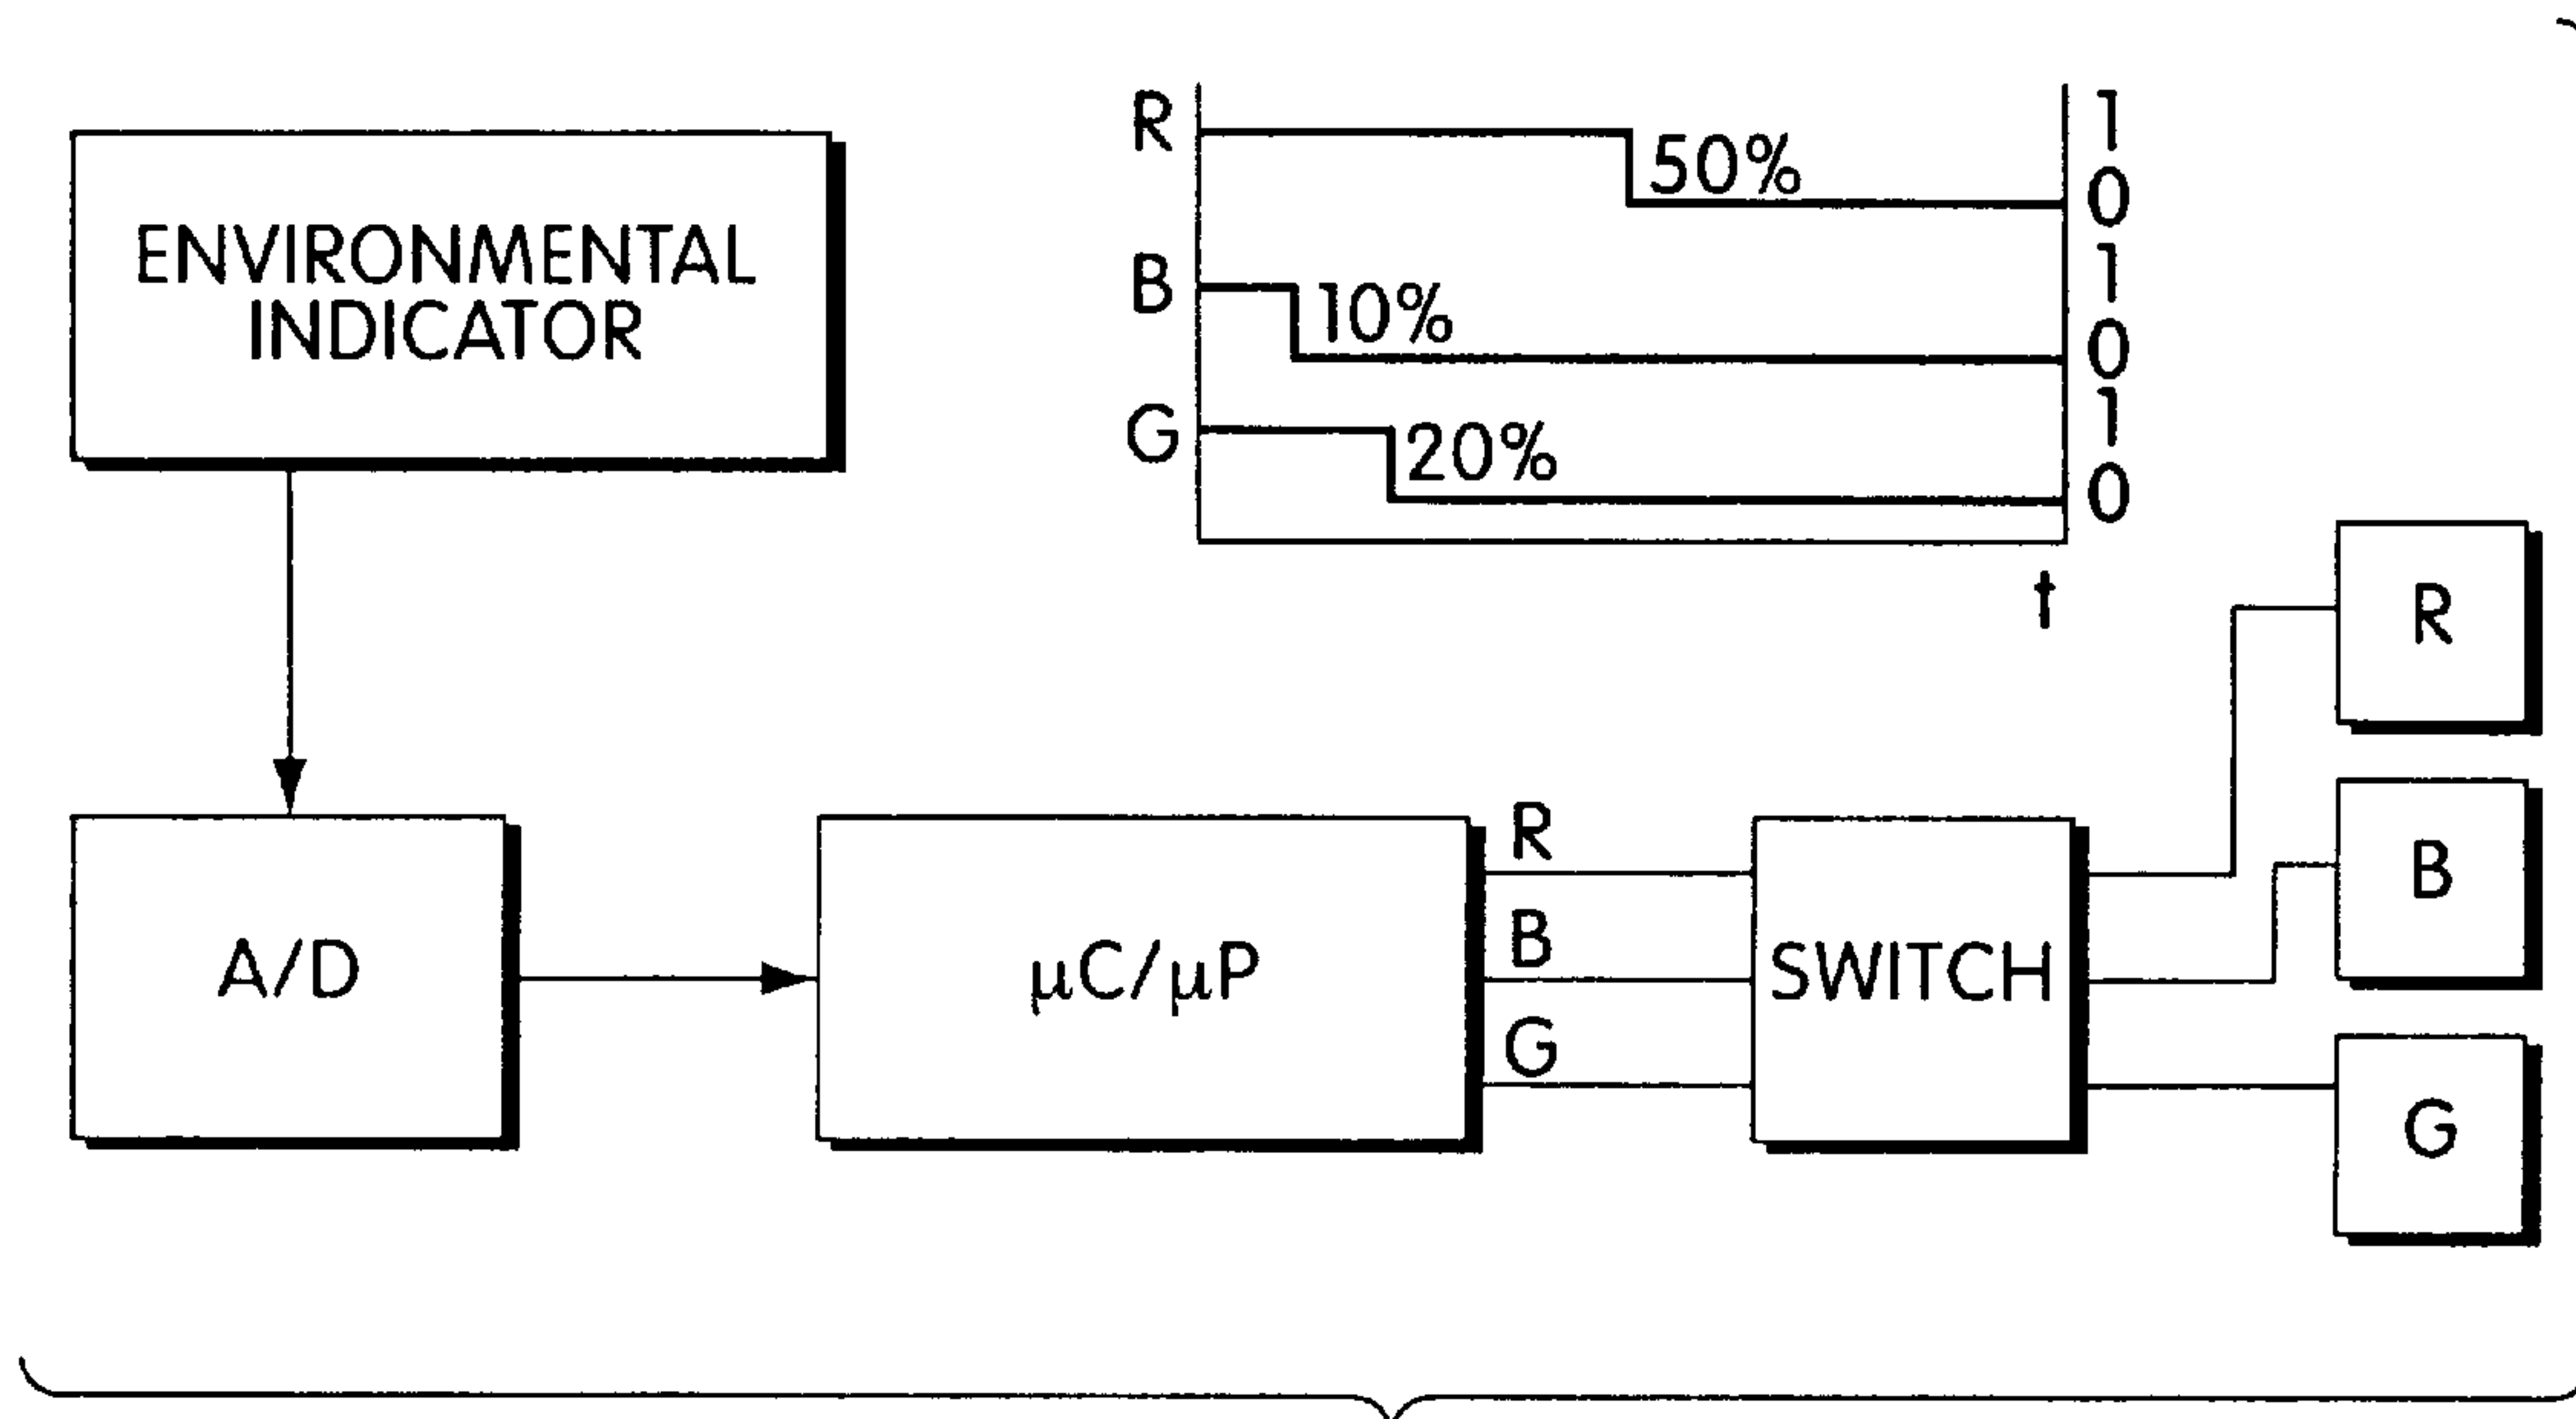 R
1
50%
0
ENVIRONMENTAL
INDICATOR
B
1
10%
0
G
1
20%
0
t
R
B
G
A/D
μC/μP
R
B
G
SWITCH